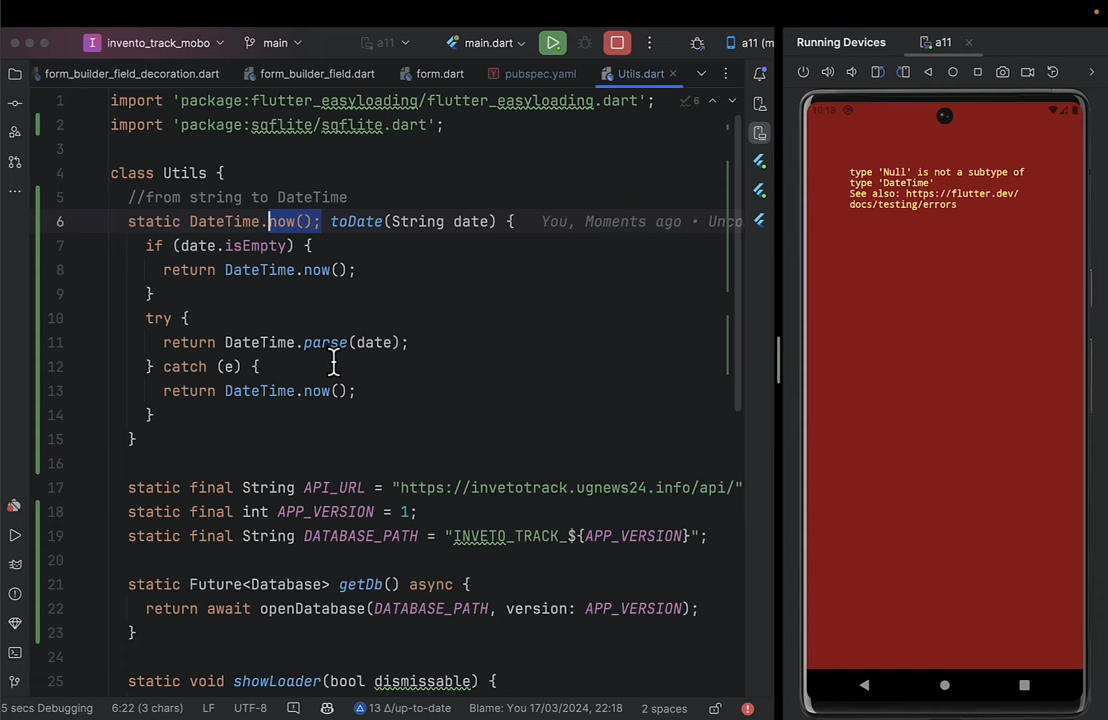 invento_track_mobo
main
a11
main.dart
a11 (m
Running Devices
a11
form_builder_field_decoration.dart
form_builder_field.dart
form.dart
pubspec.yaml
Utils.dart
1 import 'package:flutter_easyloading/flutter_easyloading.dart';
6
2 import 'package:sqflite/sqflite.dart';
3
4 class Utils {
5 //from string to DateTime
6 static DateTime.now(); toDate(String date) { You, Moments ago • Unco
7 if (date.isEmpty) {
8 return DateTime.now();
9 }
10 try {
11 return DateTime.parse(date);
12 } catch (e) {
13 return DateTime.now();
14 }
15 }
16
17 static final String API_URL = "https://invetotrack.ugnews24.info/api/"
18 static final int APP_VERSION = 1;
19 static final String DATABASE_PATH = "INVETO_TRACK_${APP_VERSION}";
20
21 static Future<Database> getDb() async {
22 return await openDatabase(DATABASE_PATH, version: APP_VERSION);
23 }
24
25 static void showLoader(bool dismissable) {
5 secs Debugging
6:22 (3 chars)
LF
UTF-8
13 Δ/up-to-date
Blame: You 17/03/2024, 22:18
2 spaces
10:18
type 'Null' is not a subtype of
type 'DateTime'
See also: https://flutter.dev/
docs/testing/errors